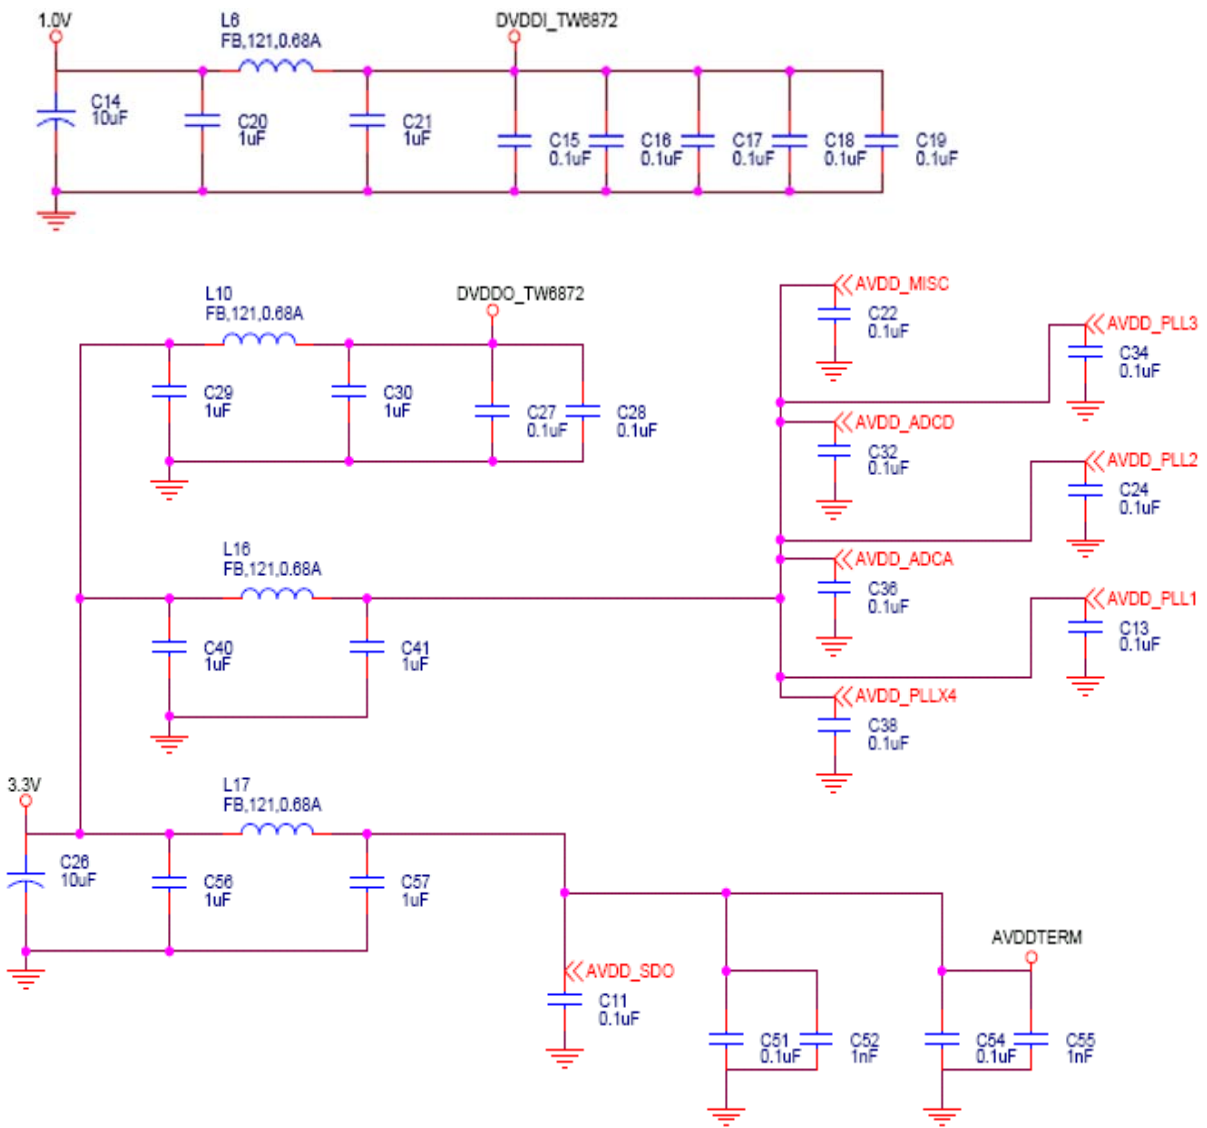 1.0V
L6
FB,121,0.68A
DVDDI_TW6872
C14
10uF
C20
1uF
C21
1uF
C15
0.1uF
C16
0.1uF
C17
0.1uF
C18
0.1uF
C19
0.1uF
L10
FB,121,0.68A
DVDDO_TW6872
C29
1uF
C30
1uF
C27
0.1uF
C28
0.1uF
AVDD_MISC
C22
0.1uF
AVDD_PLL3
C34
0.1uF
AVDD_ADCD
C32
0.1uF
AVDD_PLL2
C24
0.1uF
L16
FB,121,0.68A
C40
1uF
C41
1uF
AVDD_ADCA
C36
0.1uF
AVDD_PLL1
C13
0.1uF
AVDD_PLLX4
C38
0.1uF
3.3V
L17
FB,121,0.68A
C26
10uF
C56
1uF
C57
1uF
AVDD_SDO
C11
0.1uF
C51
0.1uF
C52
1nF
AVDDTERM
C54
0.1uF
C55
1nF